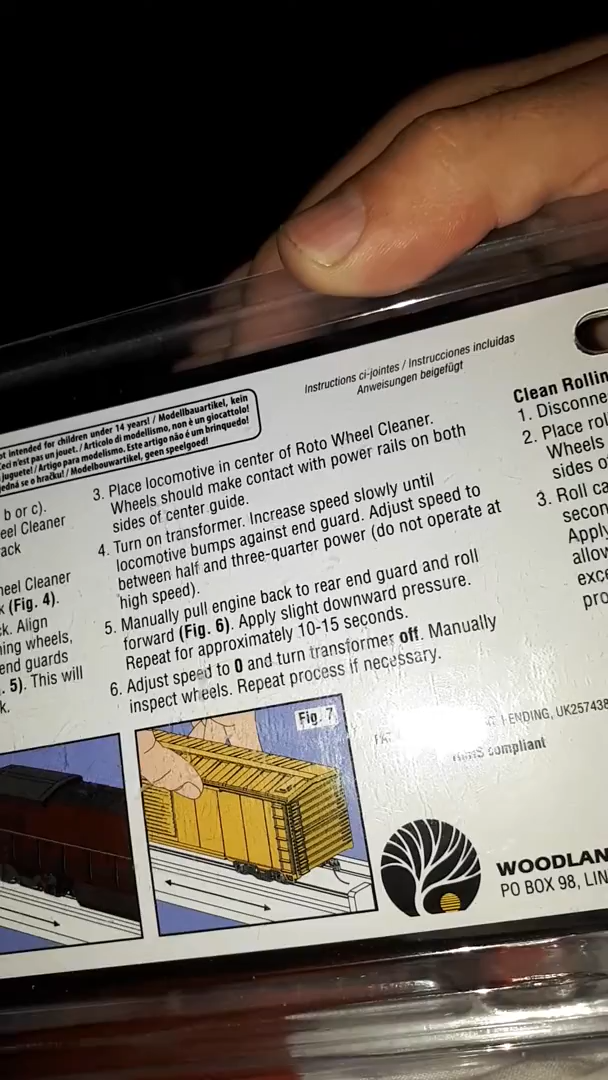 Instructions ci-jointes / Instrucciones incluidas
Anweisungen beigefügt
not intended for children under 14 years! / Modellbauartikel, kein
Ceci n'est pas un jouet. / Articolo di modellismo, non è un giocattolo!
juguete! / Artigo para modelismo. Este artigo não é um brinquedo!
jedná se o hračku! / Modelbouwartikel, geen speelgoed!
b or c).
eel Cleaner
ack
eel Cleaner
(Fig. 4).
ck. Align
ing wheels,
end guards
. 5). This will
k.
3. Place locomotive in center of Roto Wheel Cleaner.
Wheels should make contact with power rails on both
sides of center guide.
4. Turn on transformer. Increase speed slowly until
locomotive bumps against end guard. Adjust speed to
between half and three-quarter power (do not operate at
high speed).
5. Manually pull engine back to rear end guard and roll
forward (Fig. 6). Apply slight downward pressure.
Repeat for approximately 10-15 seconds.
6. Adjust speed to 0 and turn transformer off. Manually
inspect wheels. Repeat process if necessary.
Clean Rollin
1. Disconne
2. Place rol
Wheels
sides o
3. Roll ca
secon
Apply
allow
exce
pro
Fig. 7
PENDING, UK257438
compliant
WOODLAN
PO BOX 98, LIN